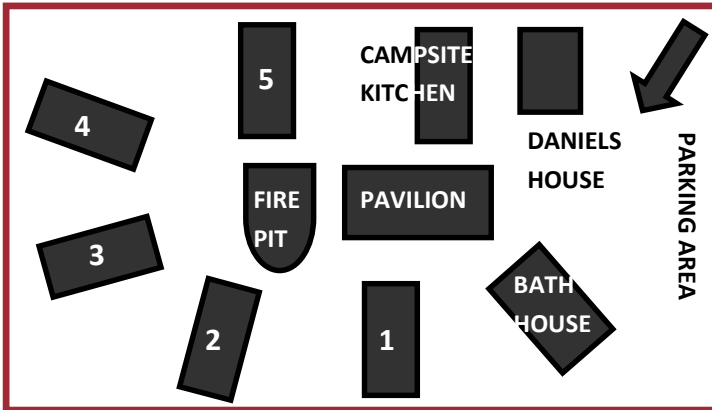 CAMPSITE
KITCHEN
5
4
DANIELS
HOUSE
PARKING AREA
FIRE
PIT
PAVILION
3
BATH
HOUSE
2
1